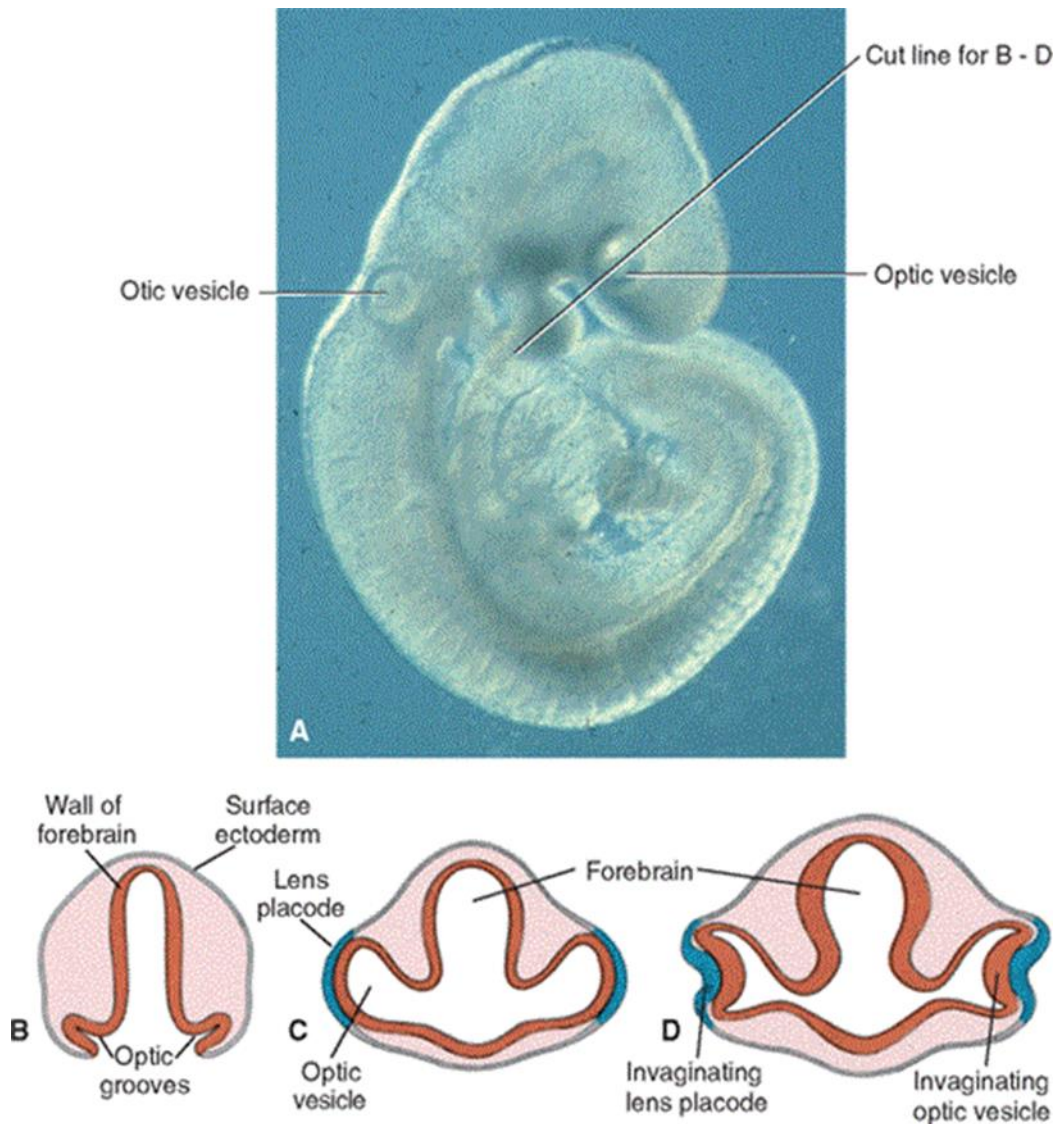 Cut line for B - D
Otic vesicle
Optic vesicle
A
Wall of
forebrain
Surface
ectoderm
Lens
placode
Forebrain
B
Optic
grooves
C
Optic
vesicle
D
Invaginating
lens placode
Invaginating
optic vesicle